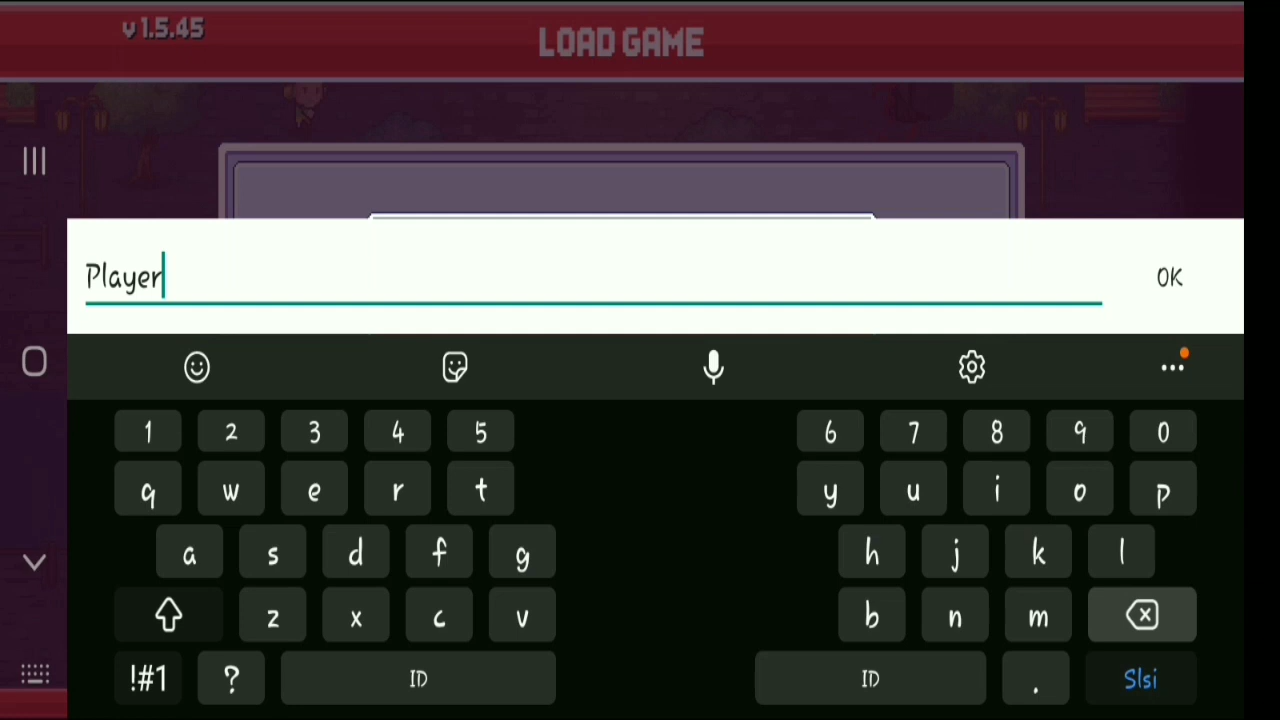 v 1.5.45
LOAD GAME
Player
OK
1 2 3 4 5 6 7 8 9 0
q w e r t y u i o p
a s d f g h j k l
z x c v b n m
!#1 ? ID ID . Slsi